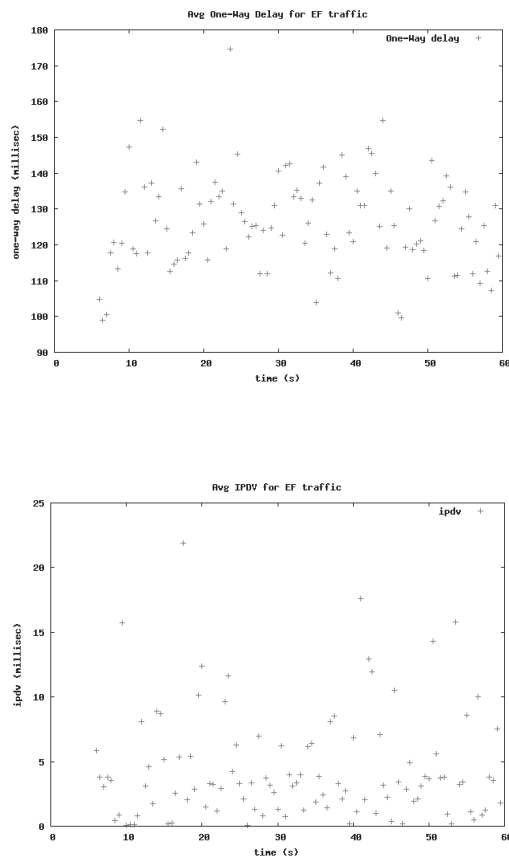 Avg One-Way Delay for EF traffic
180
One-Way delay
170
160
150
140
130
120
110
100
90
one-way delay (millisec)
0 10 20 30 40 50 60
time (s)
Avg IPDV for EF traffic
25
ipdv
20
15
10
5
0
ipdv (millisec)
0 10 20 30 40 50 60
time (s)